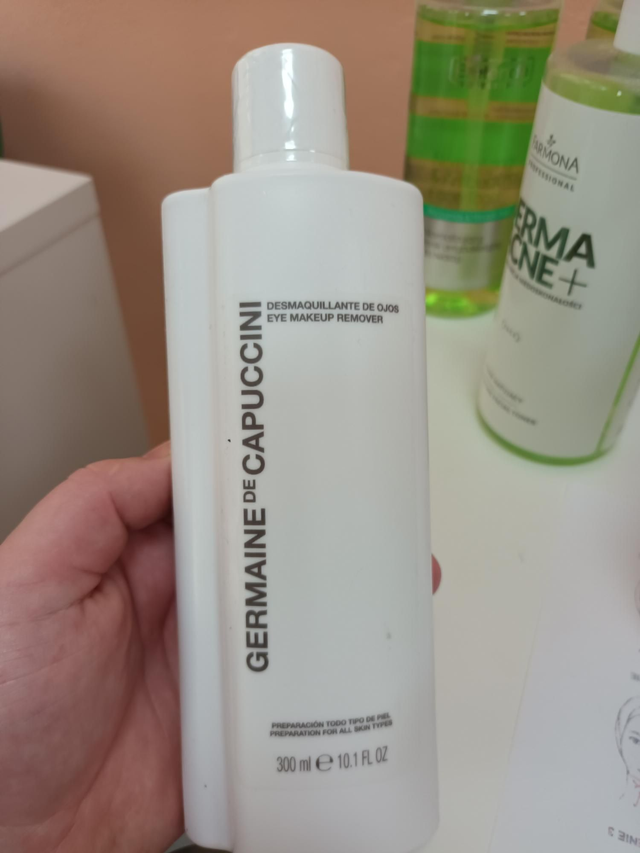 DESMAQUILLANTE DE OJOS
EYE MAKEUP REMOVER
GERMAINE DE CAPUCCINI
PREPARACIÓN TODO TIPO DE PIEL
PREPARATION FOR ALL SKIN TYPES
300 ml ℮ 10.1 FL OZ
FARMONA
PROFESSIONAL
ERMA
CNE+